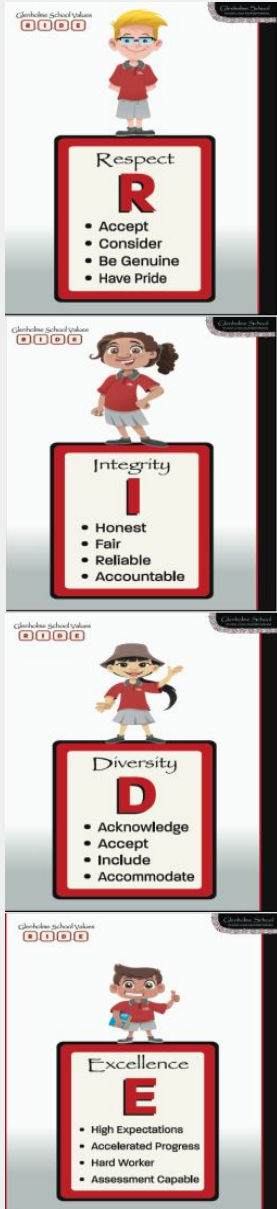 Glenholme School Values
R I D E
Glenholme School
Respect
R
• Accept
• Consider
• Be Genuine
• Have Pride
Glenholme School Values
R I D E
Glenholme School
Integrity
I
• Honest
• Fair
• Reliable
• Accountable
Glenholme School Values
R I D E
Glenholme School
Diversity
D
• Acknowledge
• Accept
• Include
• Accommodate
Glenholme School Values
R I D E
Glenholme School
Excellence
E
• High Expectations
• Accelerated Progress
• Hard Worker
• Assessment Capable